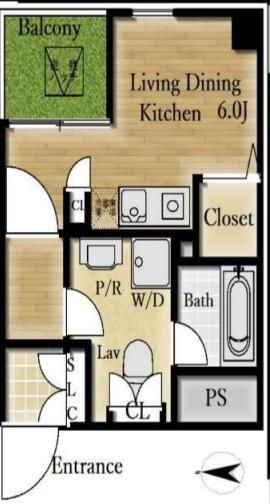 Balcony
Living Dining
Kitchen 6.0J
CL
Closet
P/R
W/D
Bath
Lav
S
L
C
CL
PS
Entrance